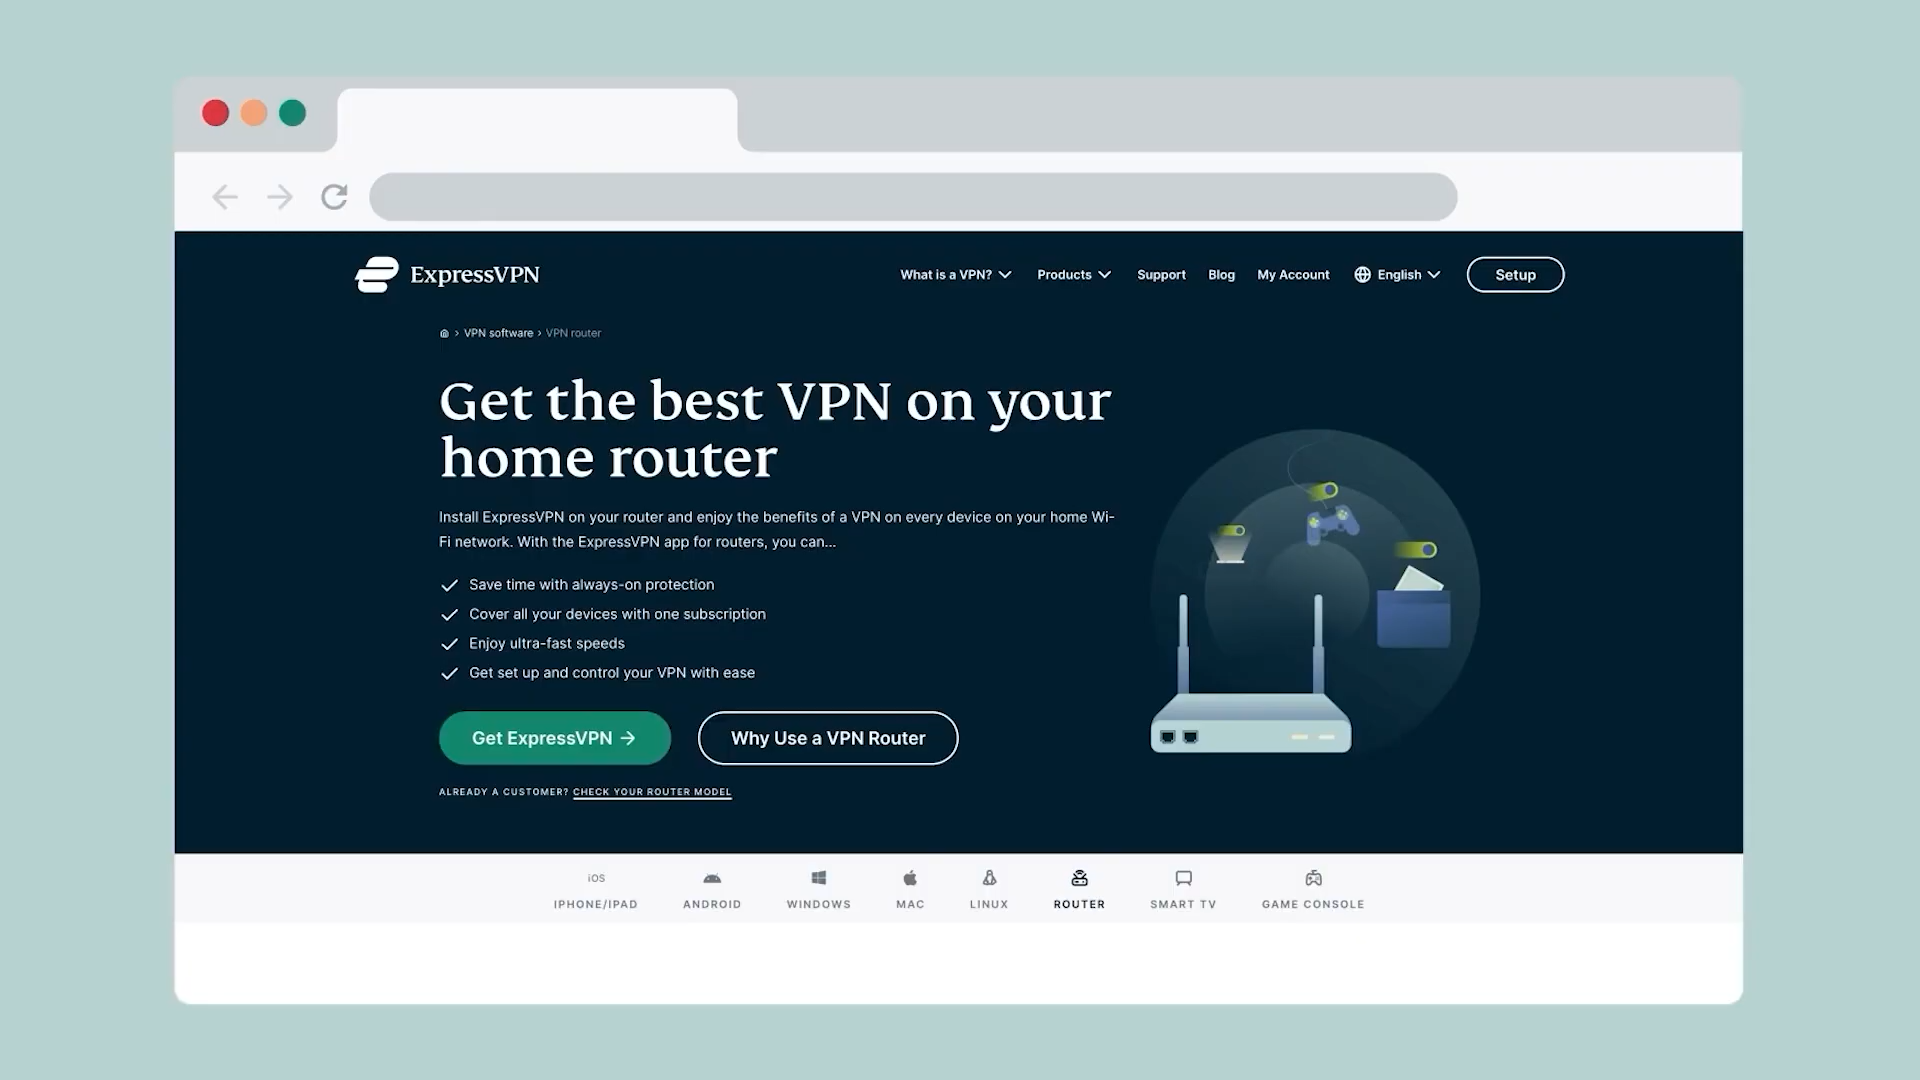 ExpressVPN
What is a VPN? Products Support Blog My Account English Setup
> VPN software > VPN router
Get the best VPN on your
home router
Install ExpressVPN on your router and enjoy the benefits of a VPN on every device on your home Wi-
Fi network. With the ExpressVPN app for routers, you can...
Save time with always-on protection
Cover all your devices with one subscription
Enjoy ultra-fast speeds
Get set up and control your VPN with ease
Get ExpressVPN →
Why Use a VPN Router
ALREADY A CUSTOMER? CHECK YOUR ROUTER MODEL
iOS
IPHONE/IPAD ANDROID WINDOWS MAC LINUX ROUTER SMART TV GAME CONSOLE